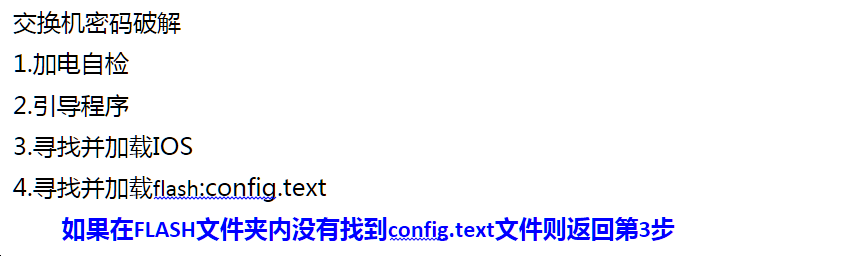 交换机密码破解
1.加电自检
2.引导程序
3.寻找并加载IOS
4.寻找并加载flash:config.text
如果在FLASH文件夹内没有找到config.text文件则返回第3步